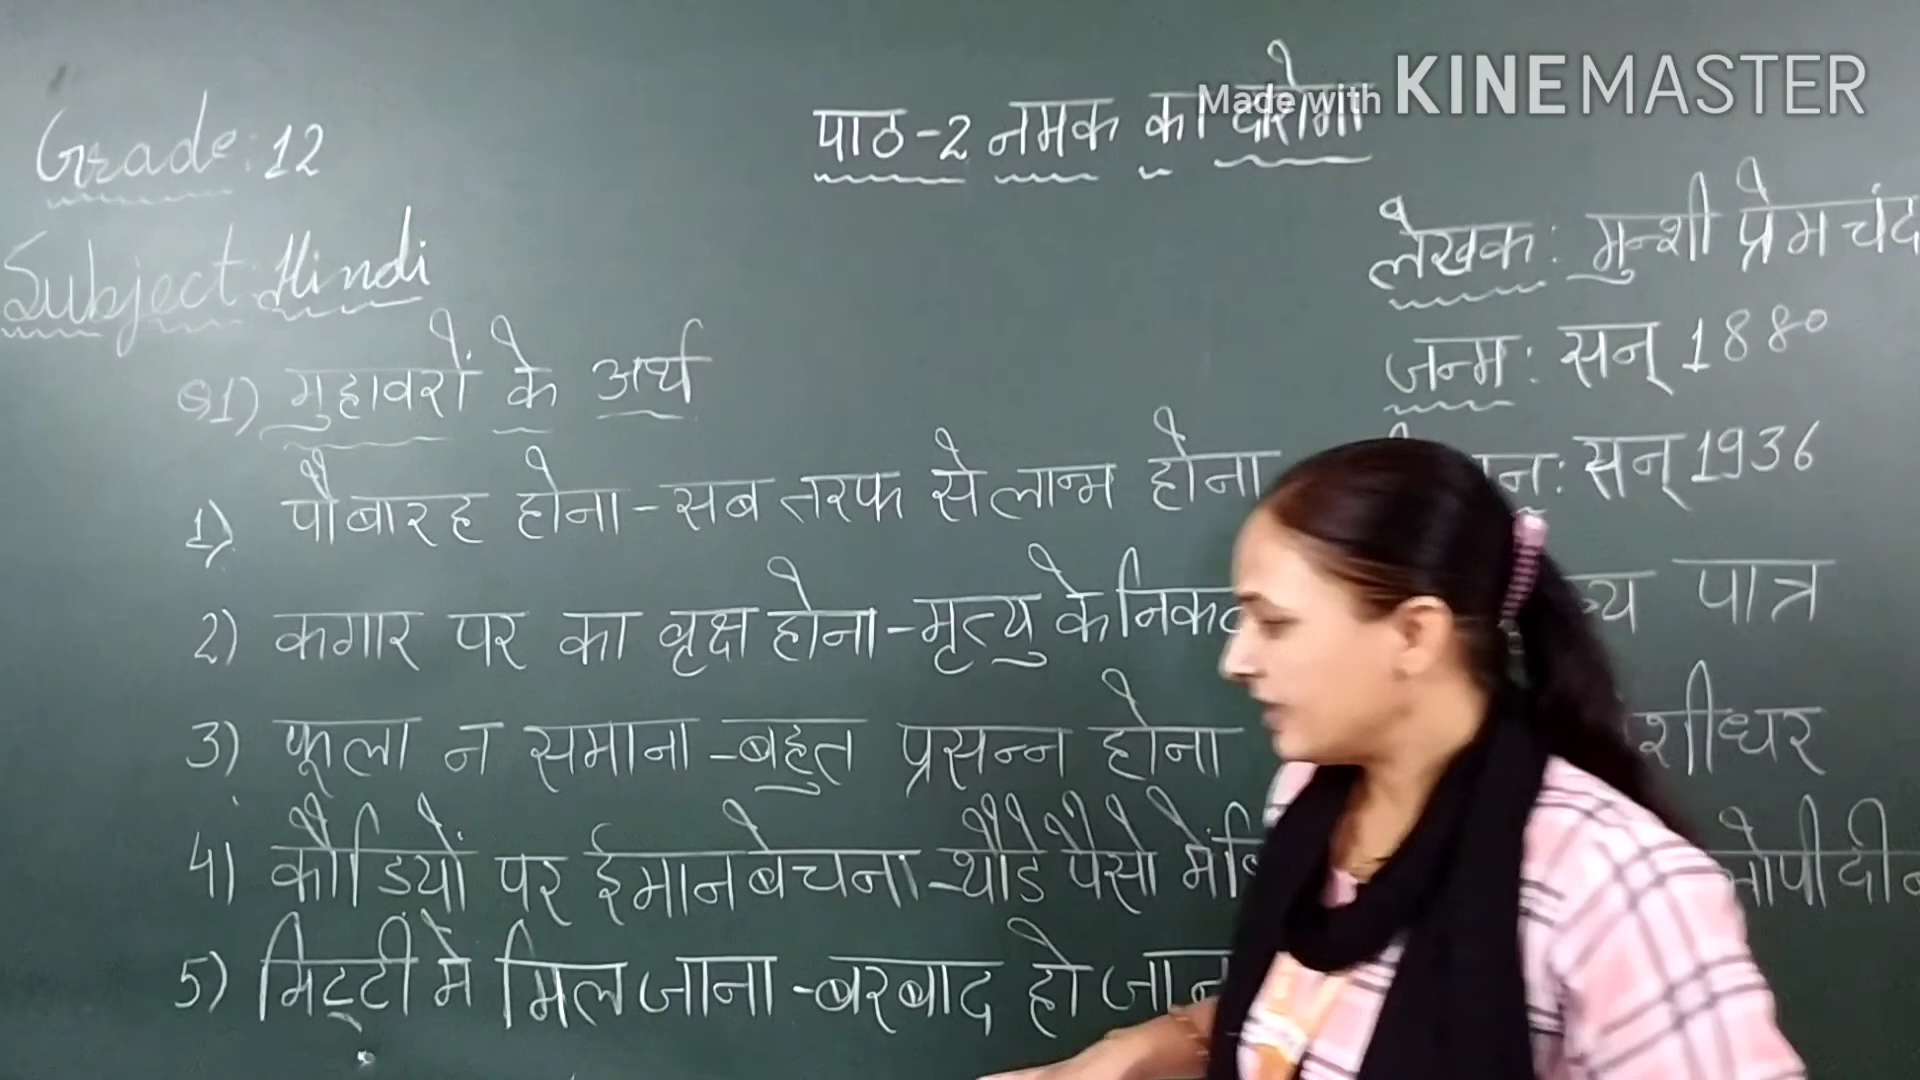 Made with KINEMASTER
Grade: 12
पाठ-2 नमक का दारोगा
Subject: Hindi
लेखक: मुन्शी प्रेमचंद
जन्म: सन् 1880
Q1) मुहावरों के अर्थ
सन् 1936
1) पौबारह होना - सब तरफ से लाभ होना
2) कगार पर का वृक्ष होना - मृत्यु के निकट
पात्र
3) फूला न समाना - बहुत प्रसन्न होना
शीधर
4) कौडियों पर ईमान बेचना - थौडे पैसो में
लोपीदीन
5) मिट्टी में मिल जाना - बरबाद हो जाना